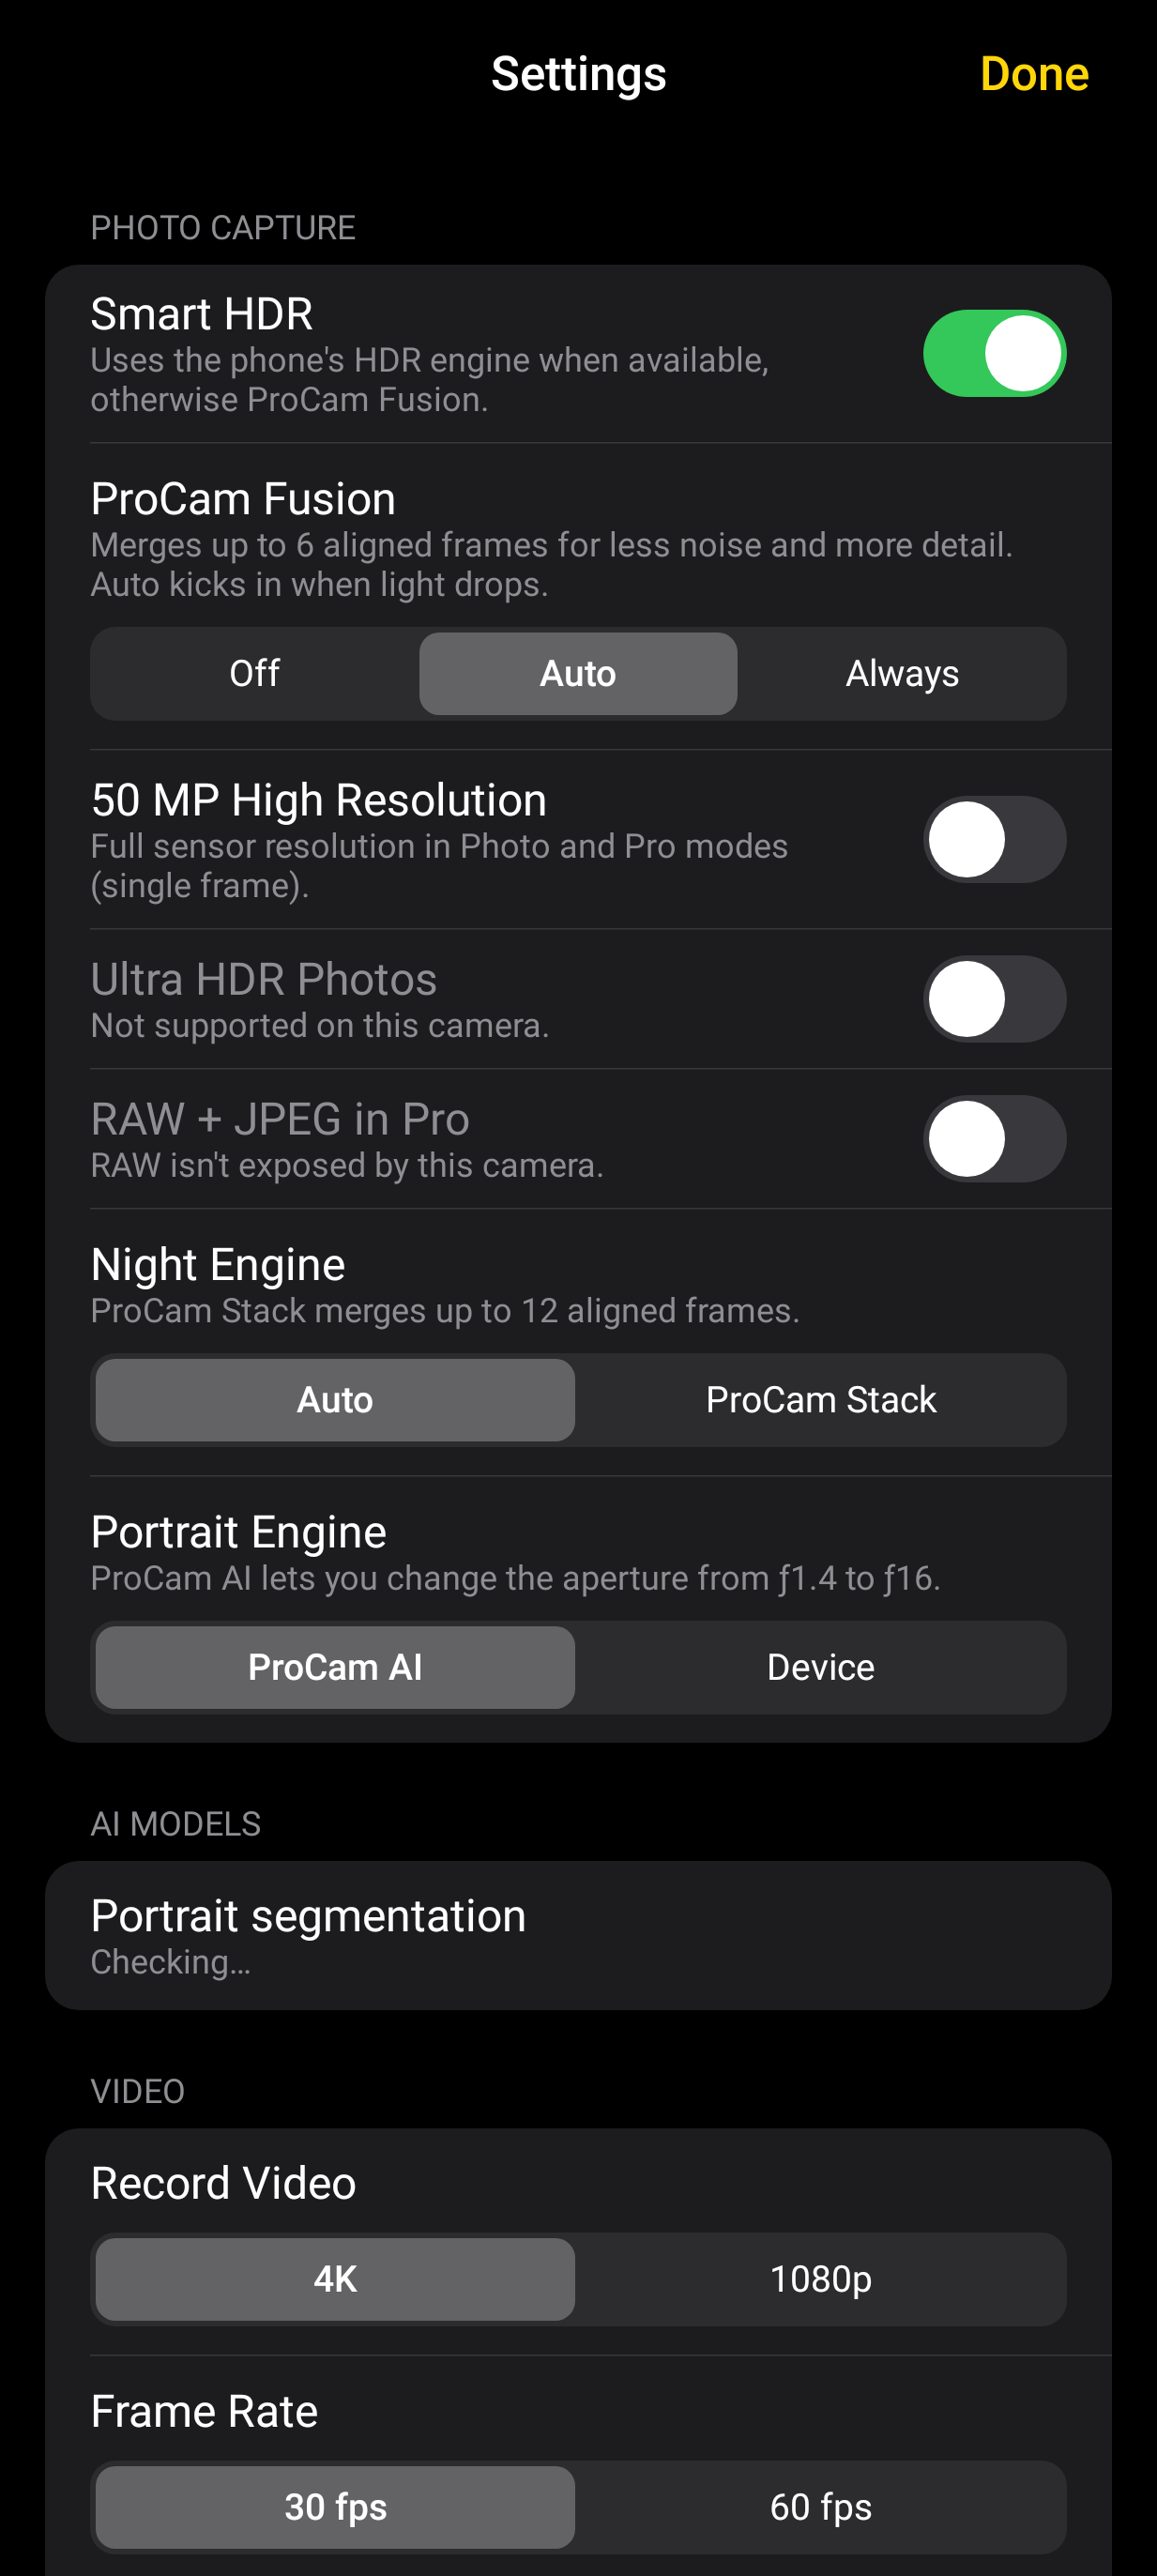 Settings
Done
PHOTO CAPTURE
Smart HDR
Uses the phone's HDR engine when available,
otherwise ProCam Fusion.
ProCam Fusion
Merges up to 6 aligned frames for less noise and more detail.
Auto kicks in when light drops.
Off
Auto
Always
50 MP High Resolution
Full sensor resolution in Photo and Pro modes
(single frame).
Ultra HDR Photos
Not supported on this camera.
RAW + JPEG in Pro
RAW isn't exposed by this camera.
Night Engine
ProCam Stack merges up to 12 aligned frames.
Auto
ProCam Stack
Portrait Engine
ProCam AI lets you change the aperture from ƒ1.4 to ƒ16.
ProCam AI
Device
AI MODELS
Portrait segmentation
Checking…
VIDEO
Record Video
4K
1080p
Frame Rate
30 fps
60 fps